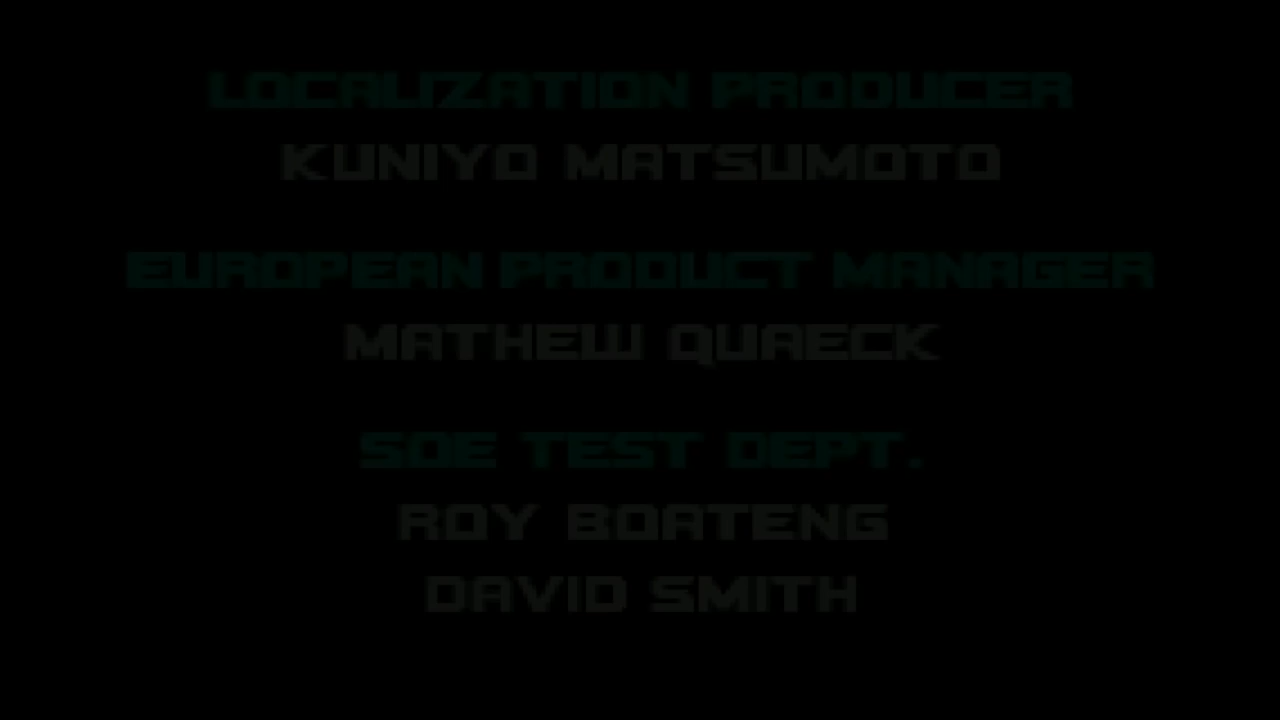 LOCALIZATION PRODUCER
KUNIYO MATSUMOTO
EUROPEAN PRODUCT MANAGER
MATHEW QUAECK
SOE TEST DEPT.
ROY BOATENG
DAVID SMITH